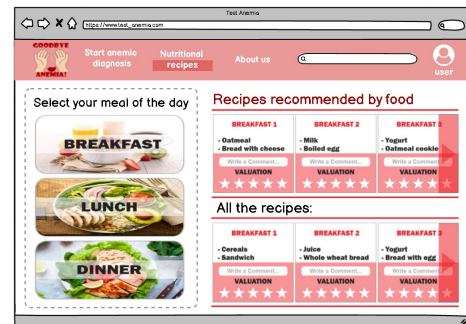 Test Anemia
https://www.test_anemia.com
GOODBYE
ANEMIA!
Start anemic
diagnosis
Nutritional
recipes
About us
user
Select your meal of the day
BREAKFAST
LUNCH
DINNER
Recipes recommended by food
BREAKFAST 1
- Oatmeal
- Bread with cheese
Write a Comment...
VALUATION
BREAKFAST 2
- Milk
- Boiled egg
Write a Comment...
VALUATION
BREAKFAST 3
- Yogurt
- Oatmeal cookie
Write a Comment...
VALUATION
All the recipes:
BREAKFAST 1
- Cereals
- Sandwich
Write a Comment...
VALUATION
BREAKFAST 2
- Juice
- Whole wheat bread
Write a Comment...
VALUATION
BREAKFAST 3
- Yogurt
- Bread with egg
Write a Comment...
VALUATION